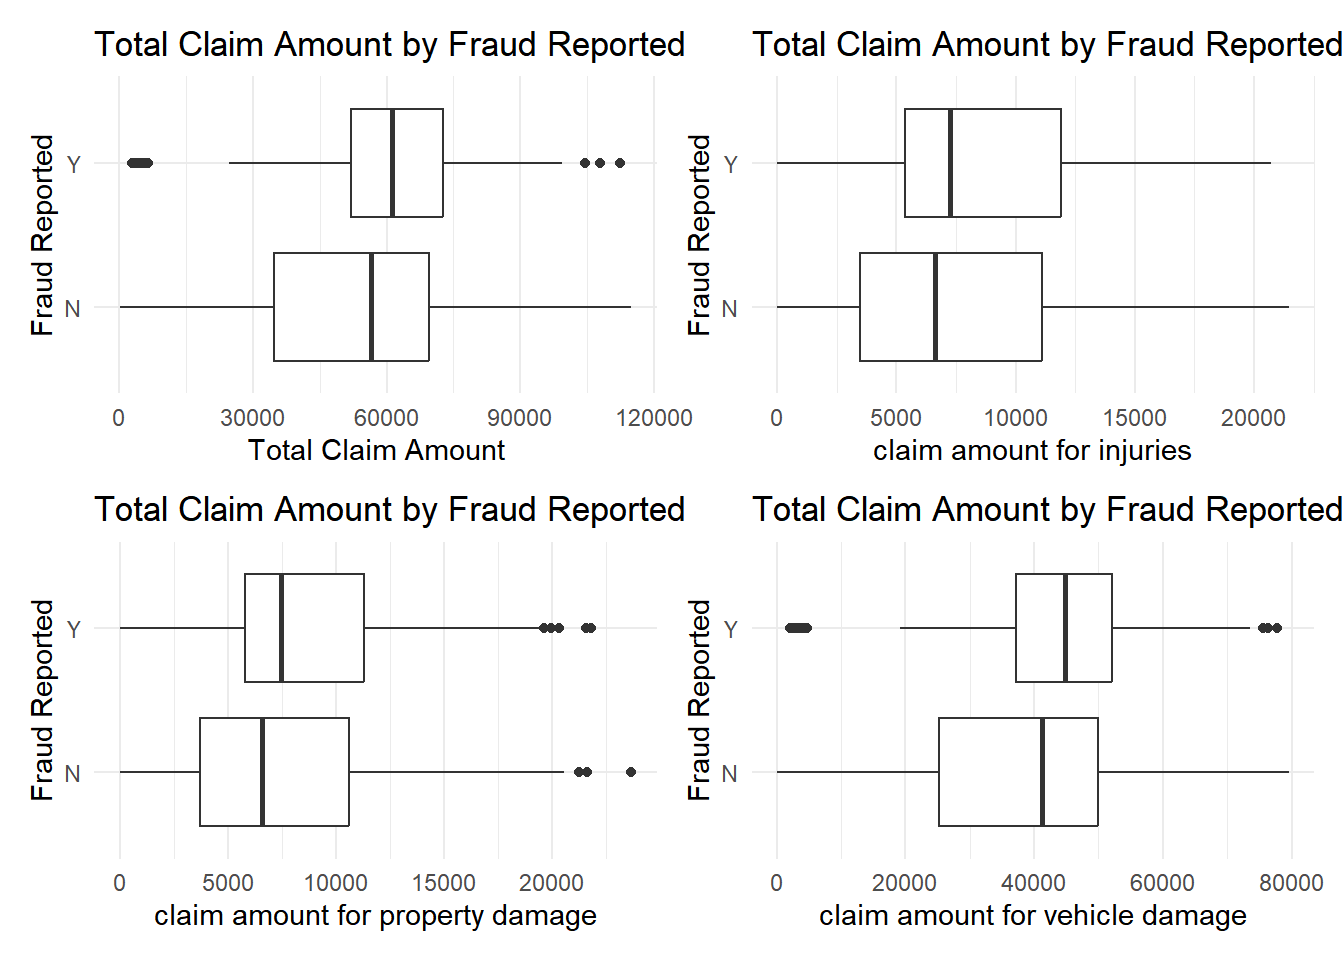 Total Claim Amount by Fraud Reported
Fraud Reported
Y
N
0 30000 60000 90000 120000
Total Claim Amount
Total Claim Amount by Fraud Reported
Fraud Reported
Y
N
0 5000 10000 15000 20000
claim amount for injuries
Total Claim Amount by Fraud Reported
Fraud Reported
Y
N
0 5000 10000 15000 20000
claim amount for property damage
Total Claim Amount by Fraud Reported
Fraud Reported
Y
N
0 20000 40000 60000 80000
claim amount for vehicle damage